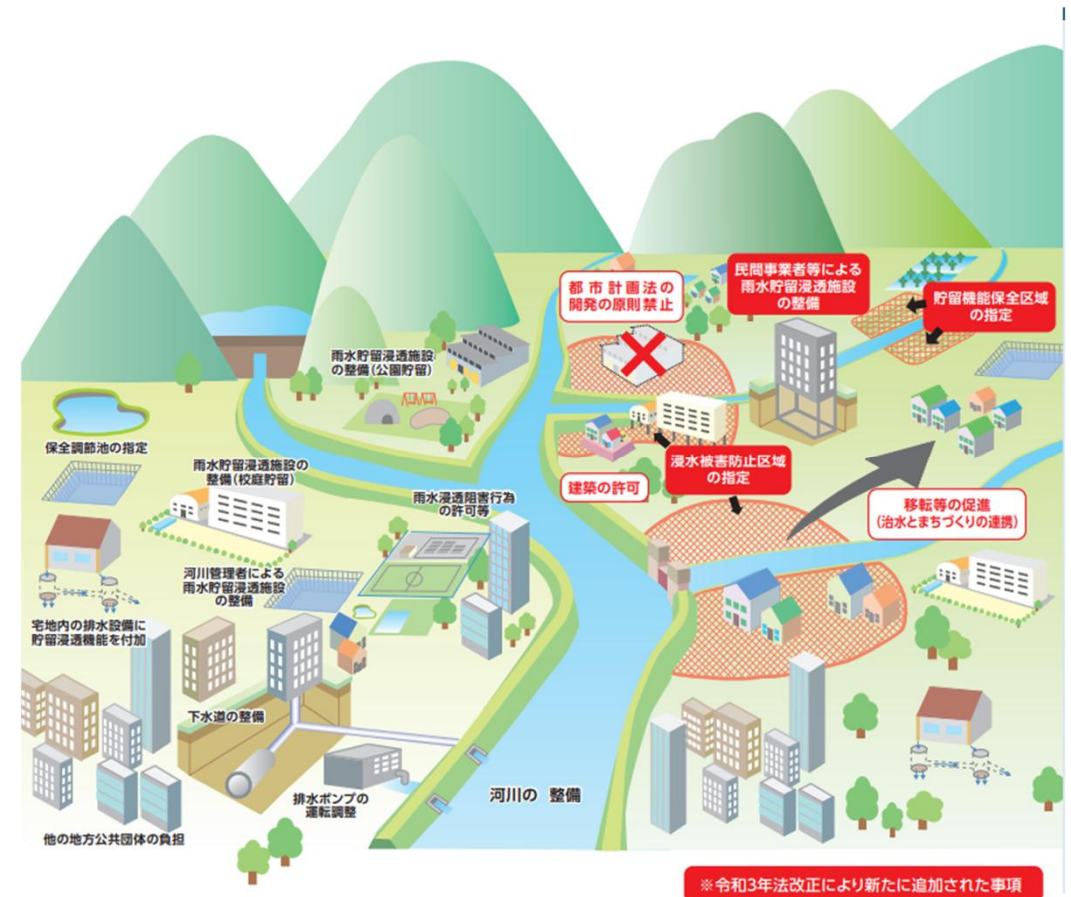 都市計画法の
開発の原則禁止
民間事業者等による
雨水貯留浸透施設
の整備
貯留機能保全区域
の指定
雨水貯留浸透施設
の整備(公園貯留)
保全調節池の指定
雨水貯留浸透施設の
整備(校庭貯留)
雨水浸透阻害行為
の許可等
建築の許可
浸水被害防止区域
の指定
移転等の促進
(治水とまちづくりの連携)
河川管理者による
雨水貯留浸透施設
の整備
宅地内の排水設備に
貯留浸透機能を付加
下水道の整備
排水ポンプの
運転調整
河川の 整備
他の地方公共団体の負担
※令和3年法改正により新たに追加された事項